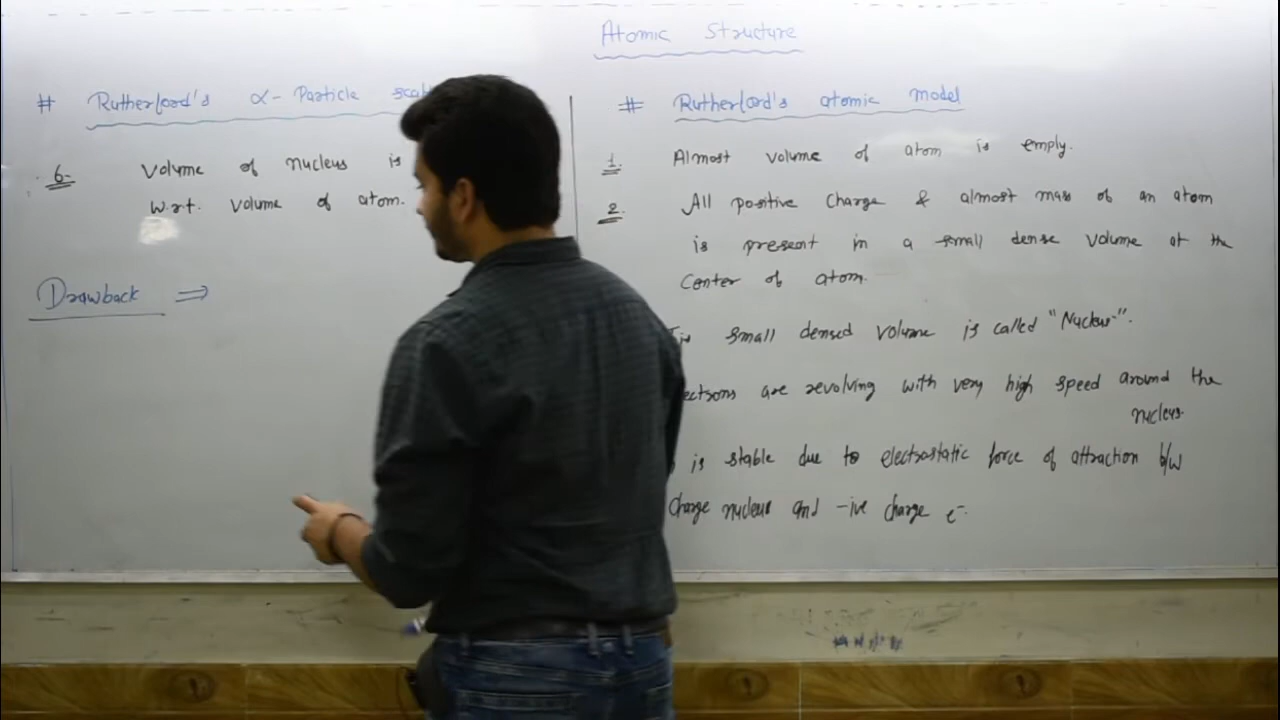 Atomic Structure
# Rutherford's α- Particle
6- Volume of nucleus is
w.r.t. volume of atom.
Drawback ⇒
# Rutherford's atomic model
1. Almost volume of atom is emply.
2. All positive charge & almost mass of an atom
is present in a small dense volume at the
Center of atom.
small densed volume is called "Nucleus".
are revolving with very high speed around the
nucleus.
is stable due to electrostatic force of attraction b/w
charge nucleus and -ive charge e-.